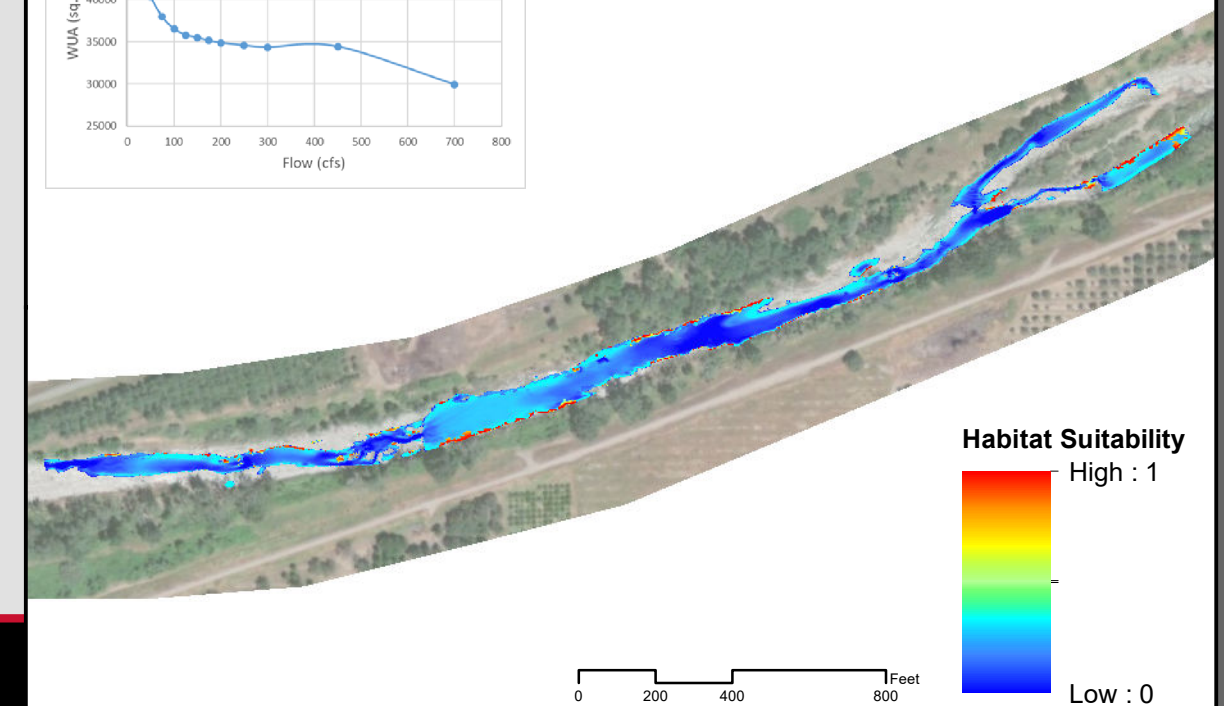 40000
WUA (sq-
35000
30000
25000
0 100 200 300 400 500 600 700 800
Flow (cfs)
Habitat Suitability
High : 1
Low : 0
Feet
0 200 400 800